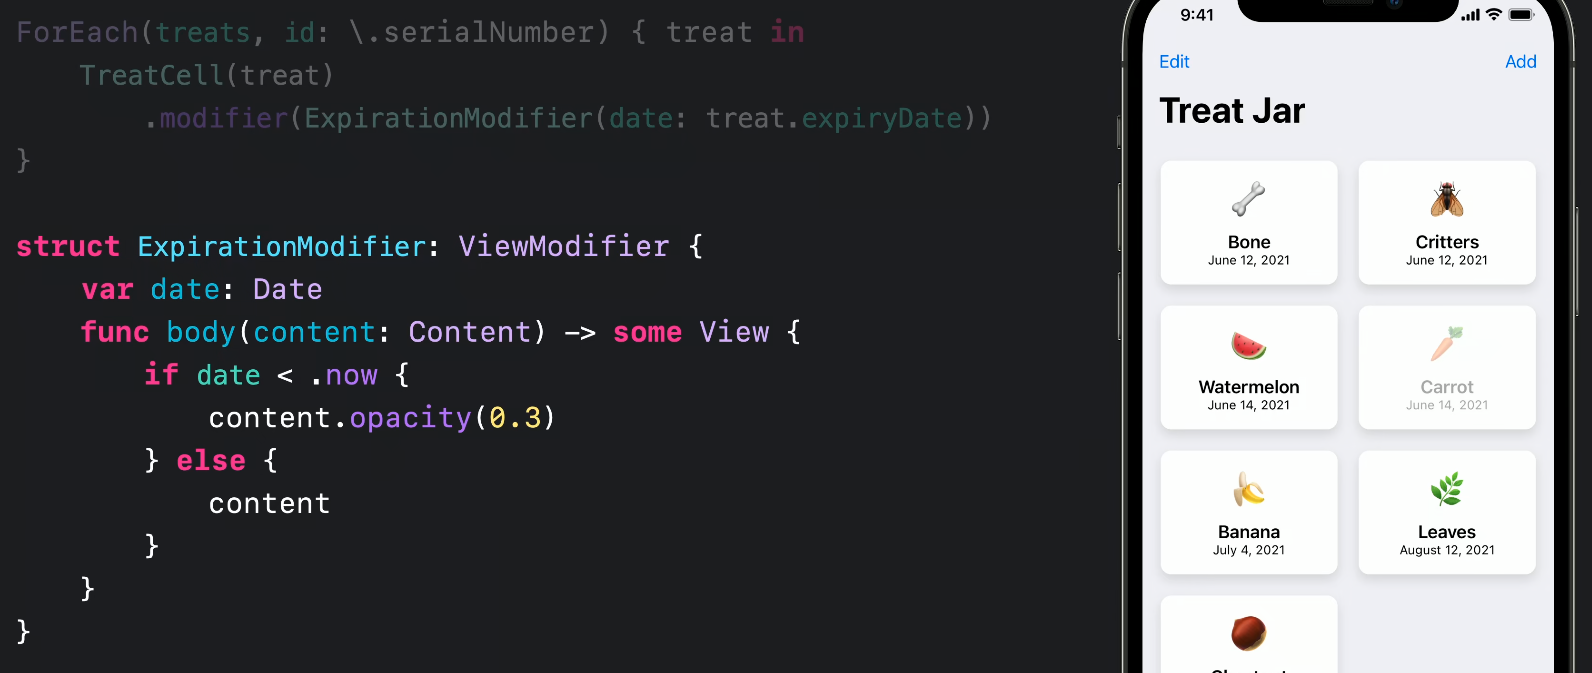 ForEach(treats, id: \.serialNumber) { treat in
    TreatCell(treat)
        .modifier(ExpirationModifier(date: treat.expiryDate))
}
struct ExpirationModifier: ViewModifier {
    var date: Date
    func body(content: Content) -> some View {
        if date < .now {
            content.opacity(0.3)
        } else {
            content
        }
    }
}
9:41
Edit
Add
Treat Jar
Bone
June 12, 2021
Critters
June 12, 2021
Watermelon
June 14, 2021
Carrot
June 14, 2021
Banana
July 4, 2021
Leaves
August 12, 2021